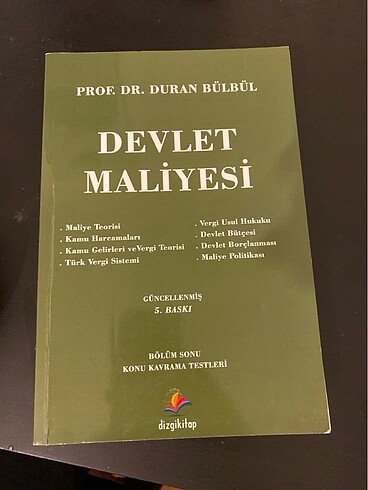 PROF. DR. DURAN BÜLBÜL
DEVLET
MALİYESİ
. Maliye Teorisi
. Kamu Harcamaları
. Kamu Gelirleri veVergi Teorisi
. Türk Vergi Sistemi
. Vergi Usul Hukuku
. Devlet Bütçesi
. Devlet Borçlanması
. Maliye Politikası
GÜNCELLENMİŞ
5. BASKI
BÖLÜM SONU
KONU KAVRAMA TESTLERİ
dizgikitap